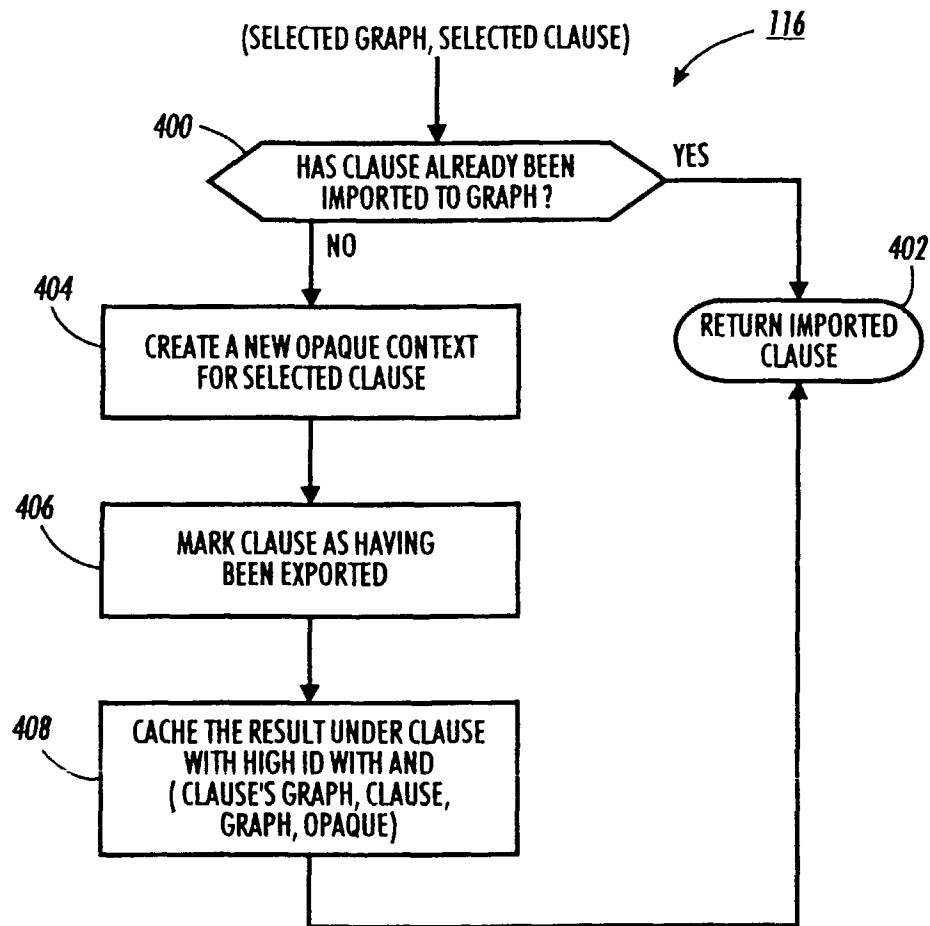 (SELECTED GRAPH, SELECTED CLAUSE)
116
400
HAS CLAUSE ALREADY BEEN
IMPORTED TO GRAPH ?
YES
NO
402
RETURN IMPORTED
CLAUSE
404
CREATE A NEW OPAQUE CONTEXT
FOR SELECTED CLAUSE
406
MARK CLAUSE AS HAVING
BEEN EXPORTED
408
CACHE THE RESULT UNDER CLAUSE
WITH HIGH ID WITH AND
( CLAUSE'S GRAPH, CLAUSE,
GRAPH, OPAQUE)